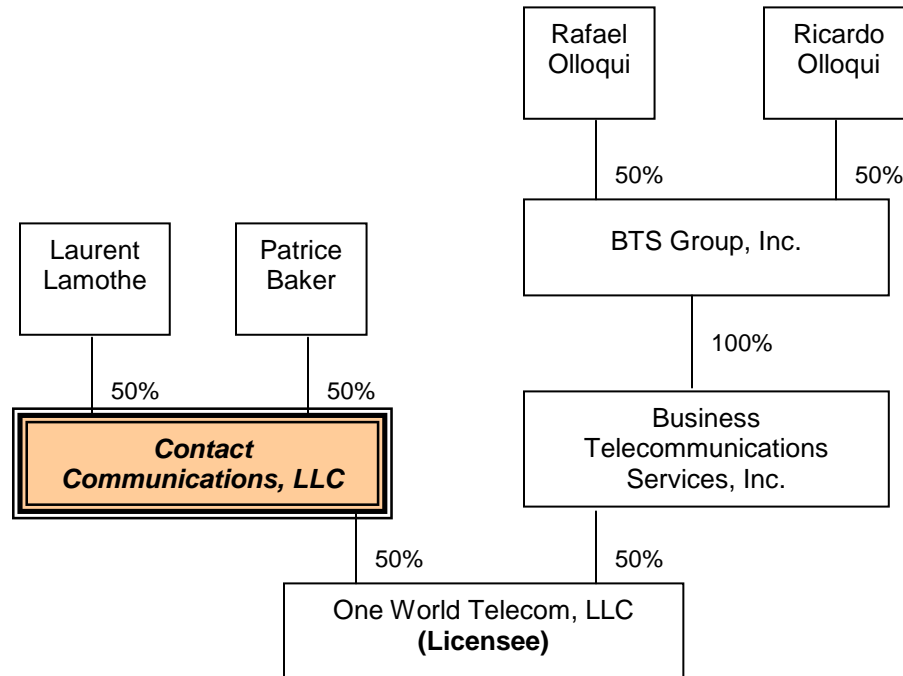 Rafael
Olloqui
Ricardo
Olloqui
50%
50%
BTS Group, Inc.
Laurent
Lamothe
Patrice
Baker
100%
50%
50%
Contact
Communications, LLC
Business
Telecommunications
Services, Inc.
50%
50%
One World Telecom, LLC
(Licensee)